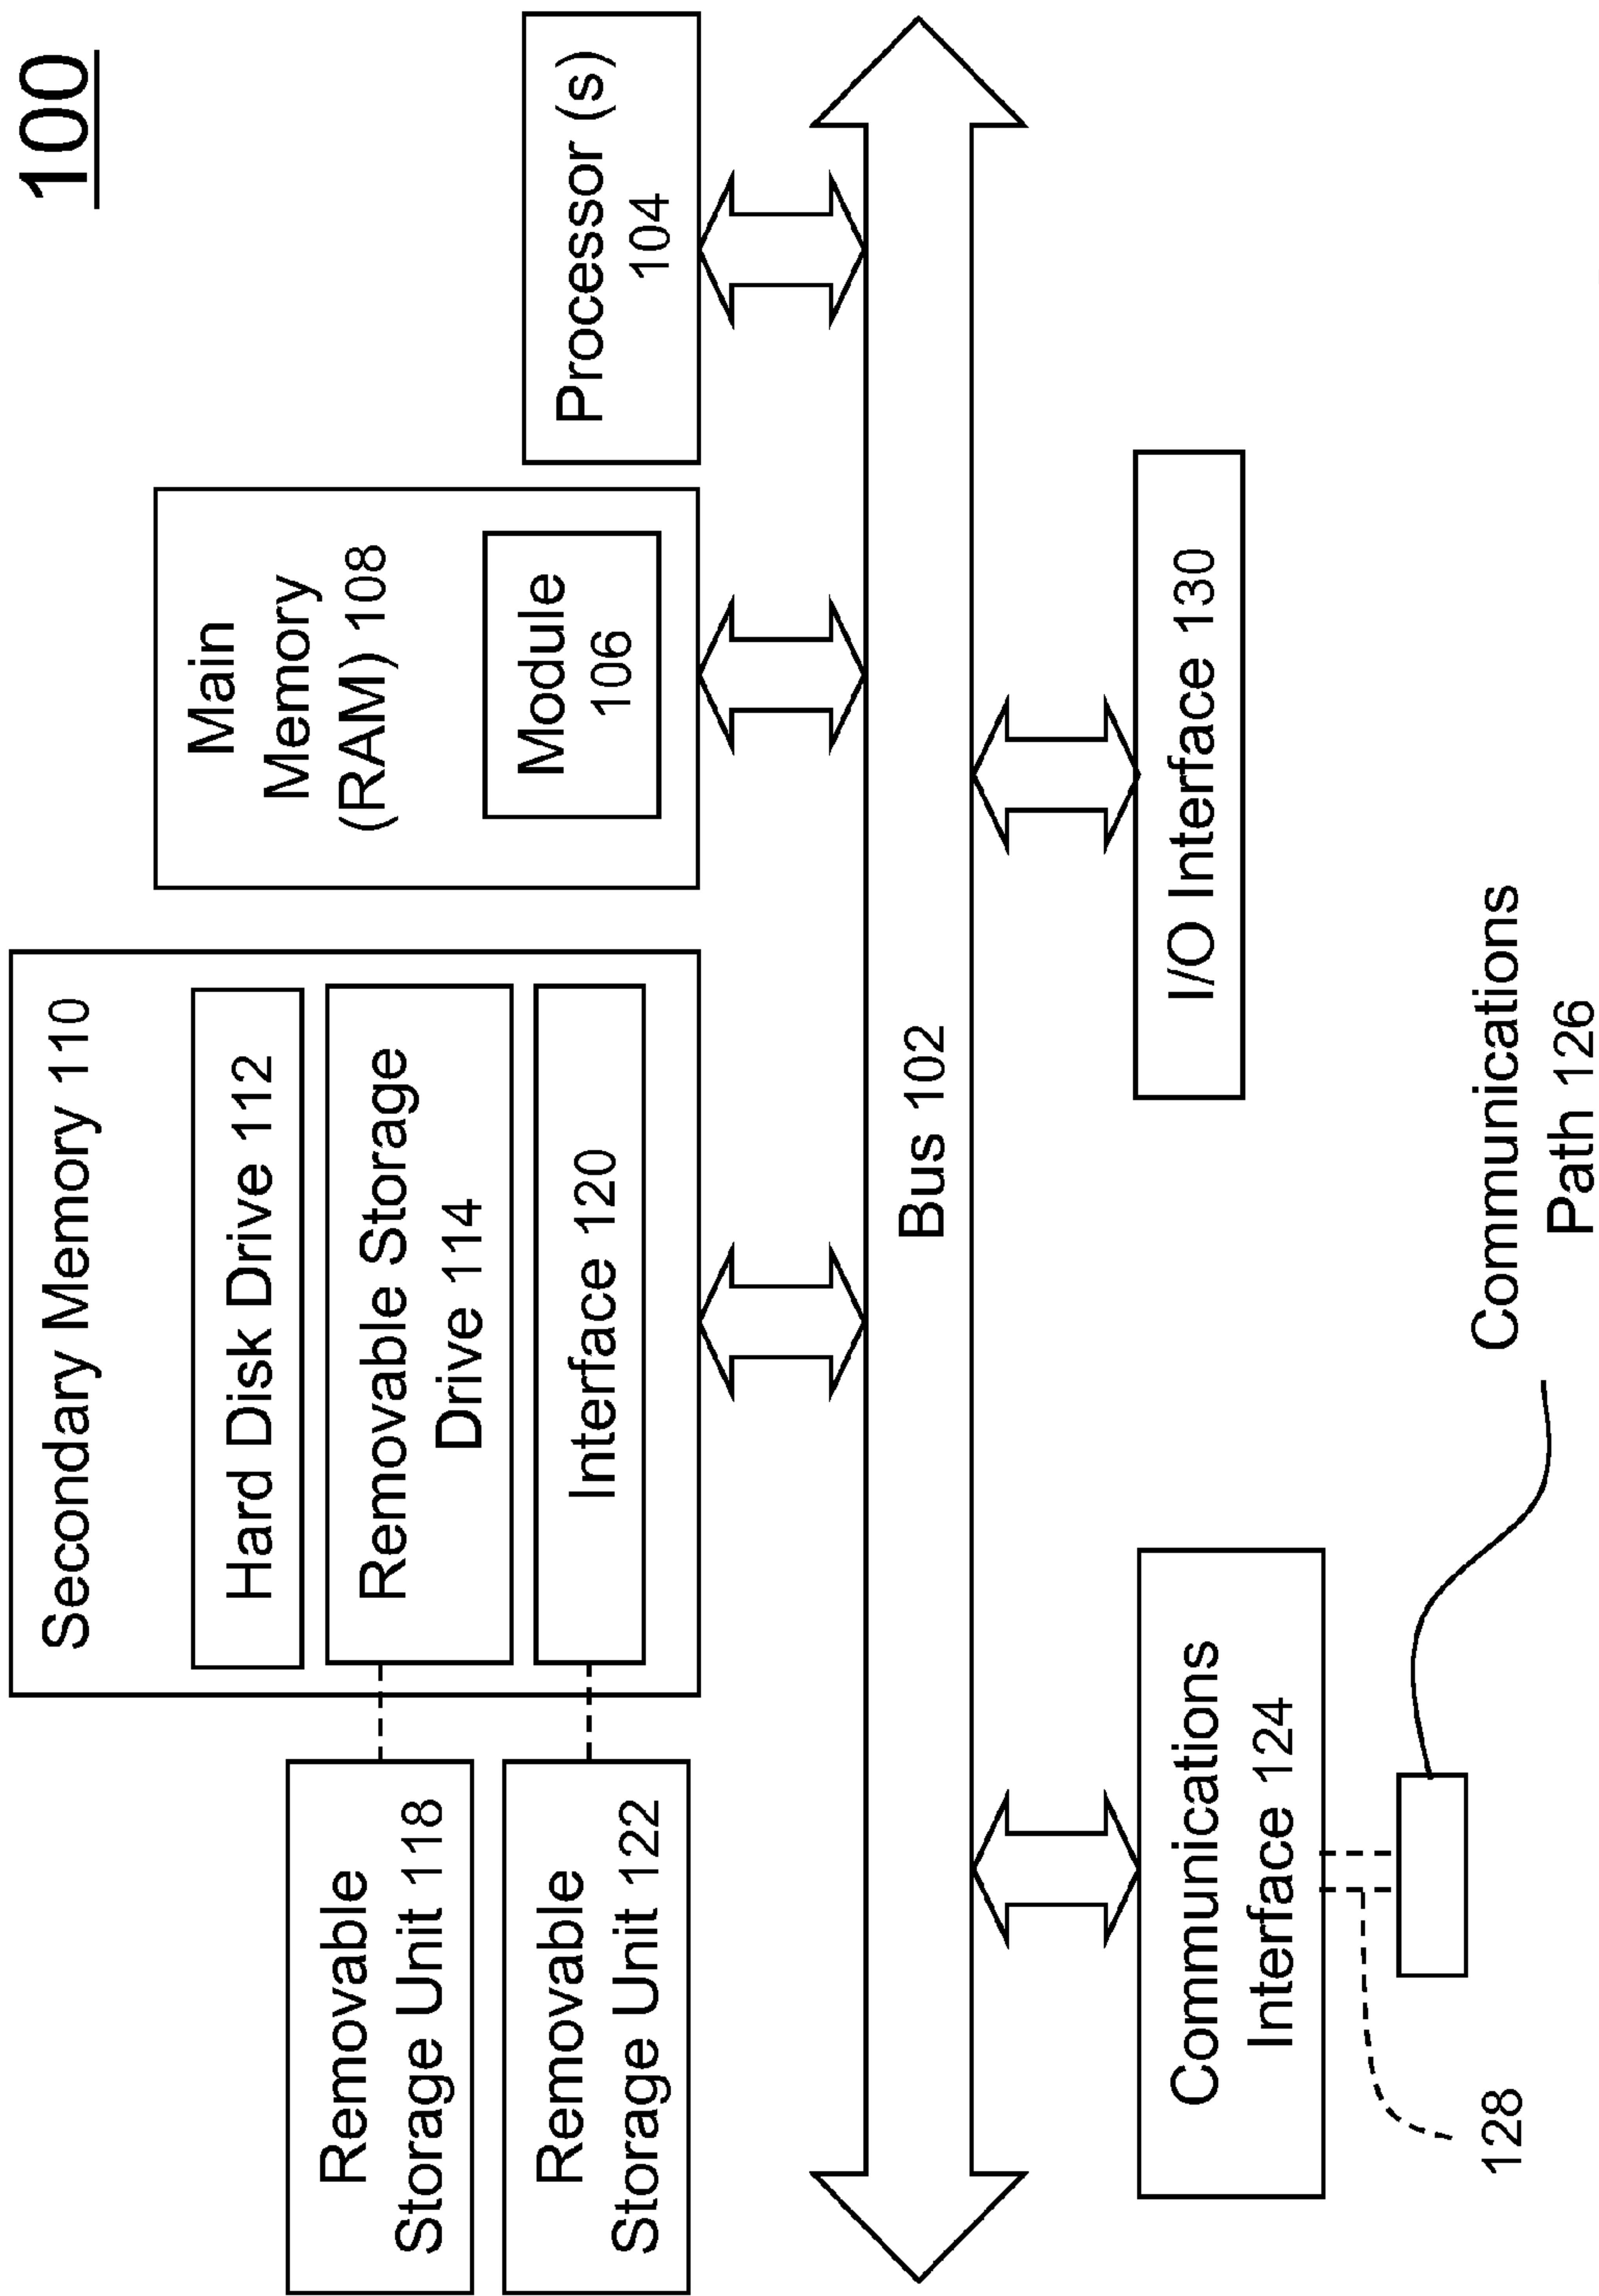 100
Secondary Memory 110
Hard Disk Drive 112
Removable Storage
Drive 114
Interface 120
Removable
Storage Unit 118
Removable
Storage Unit 122
Main
Memory
(RAM) 108
Module
106
Processor (s)
104
Bus 102
Communications
Interface 124
I/O Interface 130
128
Communications
Path 126